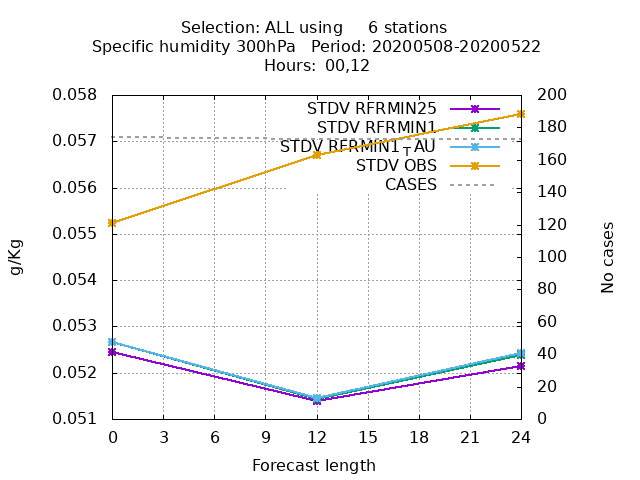 Selection: ALL using     6 stations
Specific humidity 300hPa   Period: 20200508-20200522
Hours: 00,12
0.058
0.057
0.056
0.055
0.054
0.053
0.052
0.051
g/Kg
STDV RFRMIN25
STDV RFRMIN1
STDV RFRMIN1_AU
STDV OBS
CASES
200
180
160
140
120
100
80
60
40
20
0
No cases
0 3 6 9 12 15 18 21 24
Forecast length